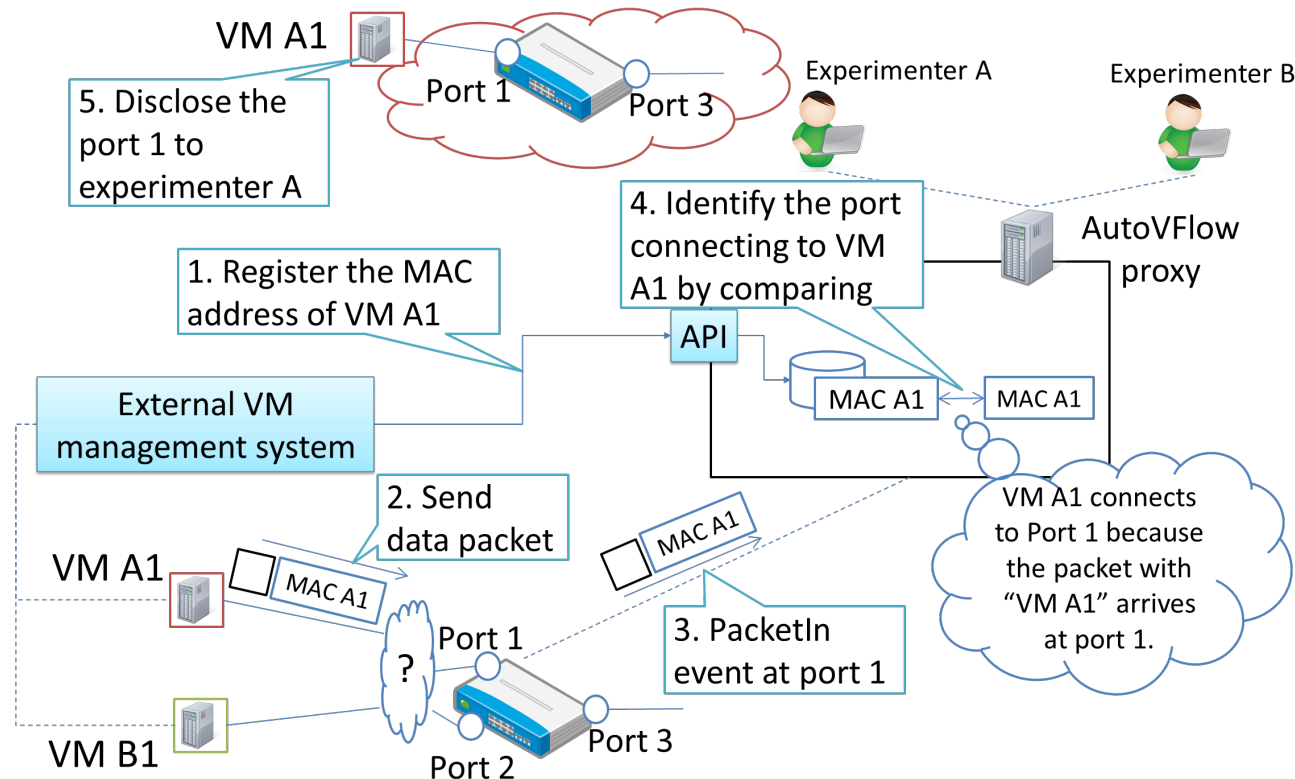 VM A1
Port 1
Port 3
5. Disclose the
port 1 to
experimenter A
Experimenter A
Experimenter B
AutoVFlow
proxy
4. Identify the port
connecting to VM
A1 by comparing
1. Register the MAC
address of VM A1
API
MAC A1
MAC A1
External VM
management system
2. Send
data packet
MAC A1
MAC A1
VM A1 connects
to Port 1 because
the packet with
“VM A1” arrives
at port 1.
VM A1
VM B1
?
Port 1
Port 2
Port 3
3. PacketIn
event at port 1